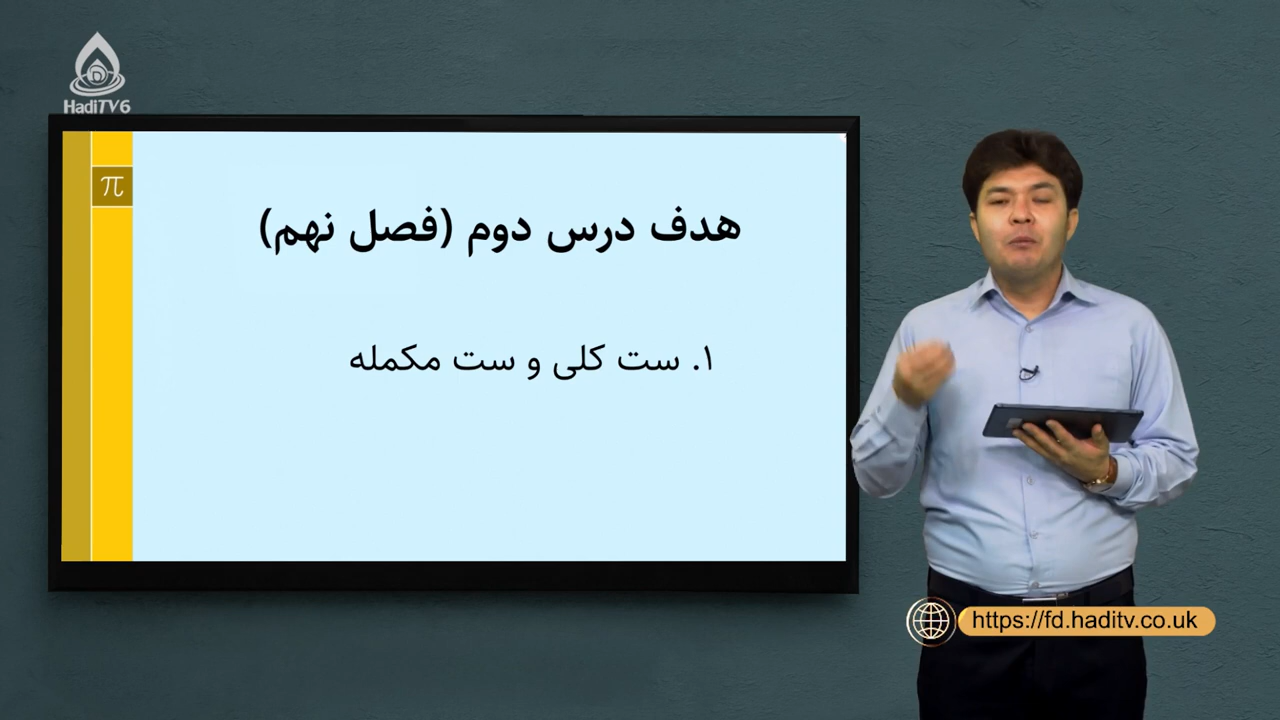 HadiTV6
π
هدف درس دوم (فصل نهم)
۱. ست کلی و ست مکمله
https://fd.haditv.co.uk